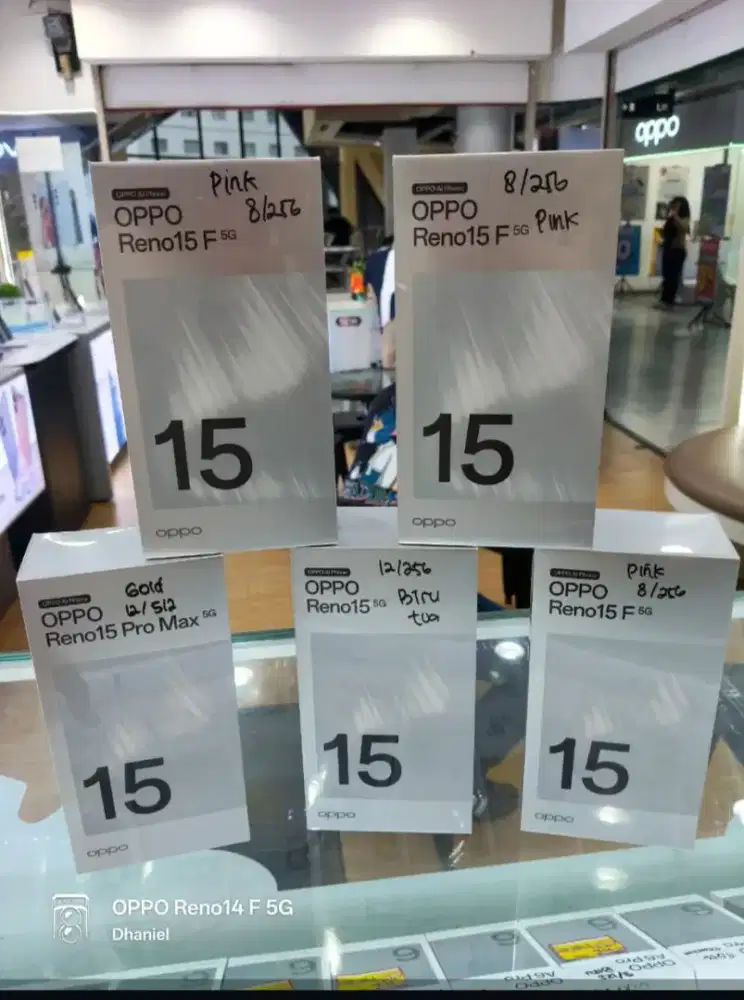 oppo
OPPO AI Phone
Pink
OPPO
8/256
Reno15 F 5G
15
oppo
OPPO AI Phone
8/256
OPPO
Reno15 F 5G
Pink
15
oppo
OPPO AI Phone
Gold
OPPO
12/512
Reno15 Pro Max 5G
15
oppo
OPPO AI Phone
12/256
OPPO
Reno15 5G
Biru
tua
15
oppo
OPPO AI Phone
Pink
OPPO
8/256
Reno15 F 5G
15
oppo
OPPO Reno14 F 5G
Dhaniel
OPPO
A6 Pro